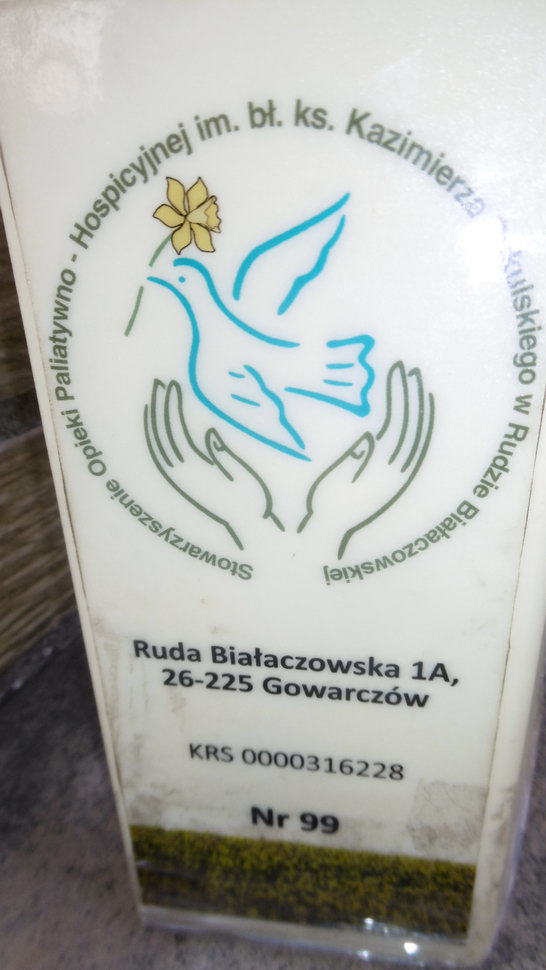 Stowarzyszenie Opieki Paliatywno - Hospicyjnej im. bł. ks. Kazimierza w Rudzie Białaczowskiej
Ruda Białaczowska 1A,
26-225 Gowarczów
KRS 0000316228
Nr 99